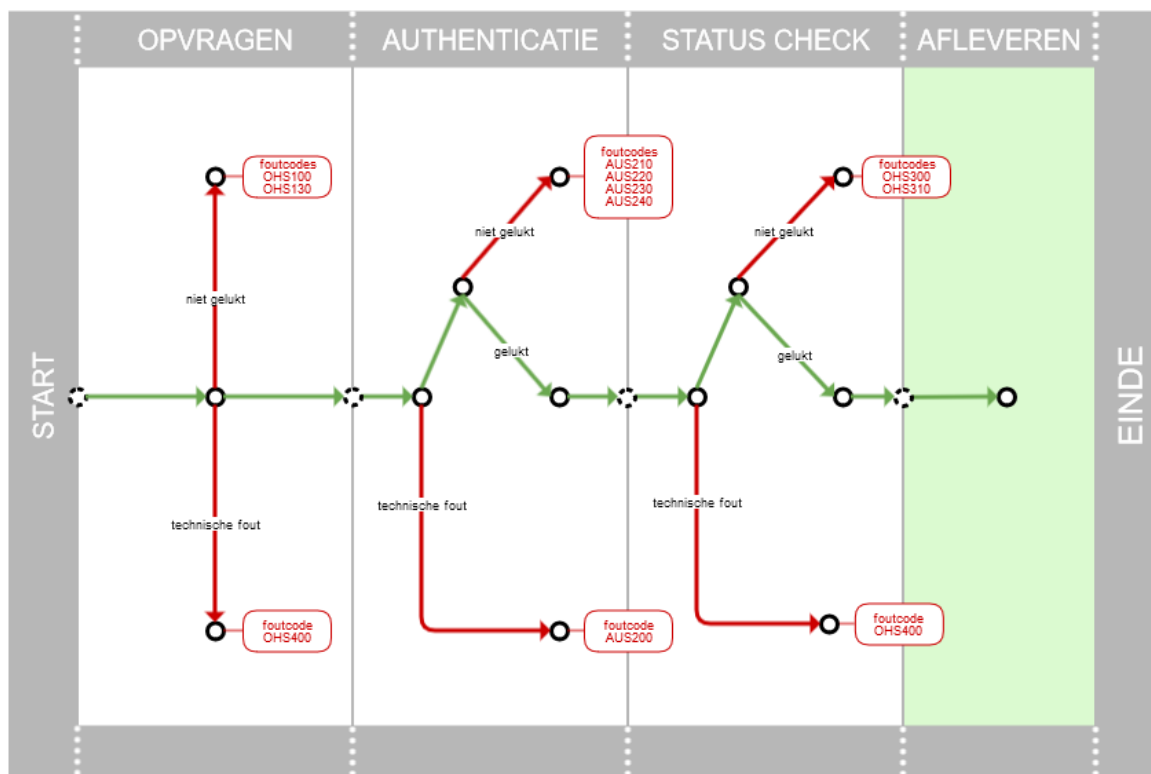 OPVRAGEN
AUTHENTICATIE
STATUS CHECK
AFLEVEREN
START
foutcodes
OHS100
OHS130
niet gelukt
technische fout
foutcode
OHS400
foutcodes
AUS210
AUS220
AUS230
AUS240
niet gelukt
gelukt
technische fout
foutcode
AUS200
foutcodes
OHS300
OHS310
niet gelukt
gelukt
technische fout
foutcode
OHS400
EINDE